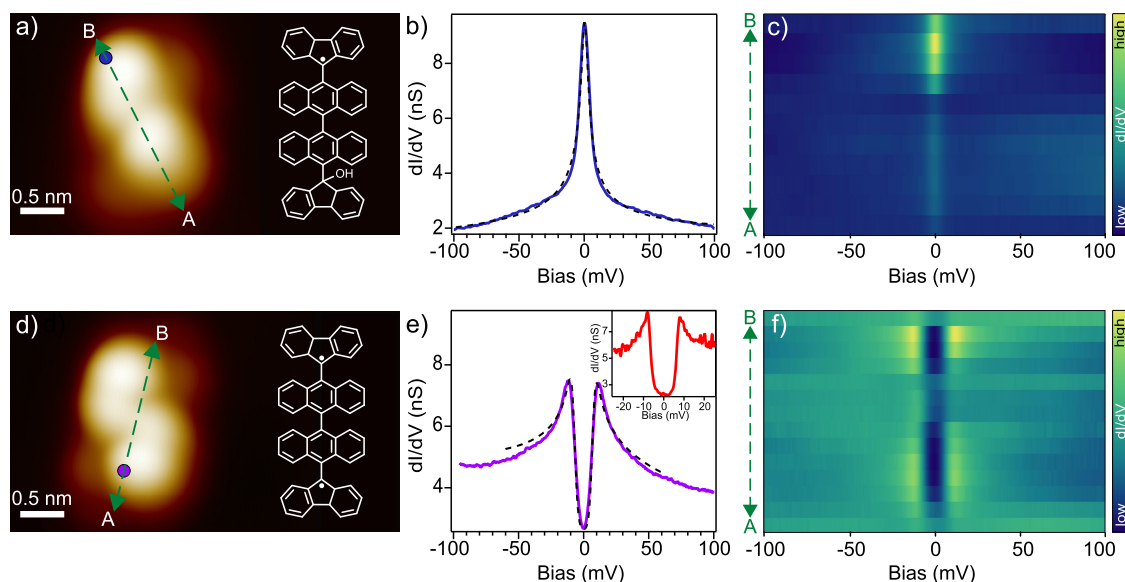 a)
B
A
0.5 nm
OH
b)
dI/dV (nS)
8
6
4
2
-100
-50
0
50
100
Bias (mV)
B
A
c)
-100
-50
0
50
100
Bias (mV)
high
dI/dV
low
d)
B
A
0.5 nm
e)
dI/dV (nS)
8
6
4
-100
-50
0
50
100
Bias (mV)
dI/dV (nS)
7
5
3
-20
-10
0
10
20
Bias (mV)
B
A
f)
-100
-50
0
50
100
Bias (mV)
high
dI/dV
low